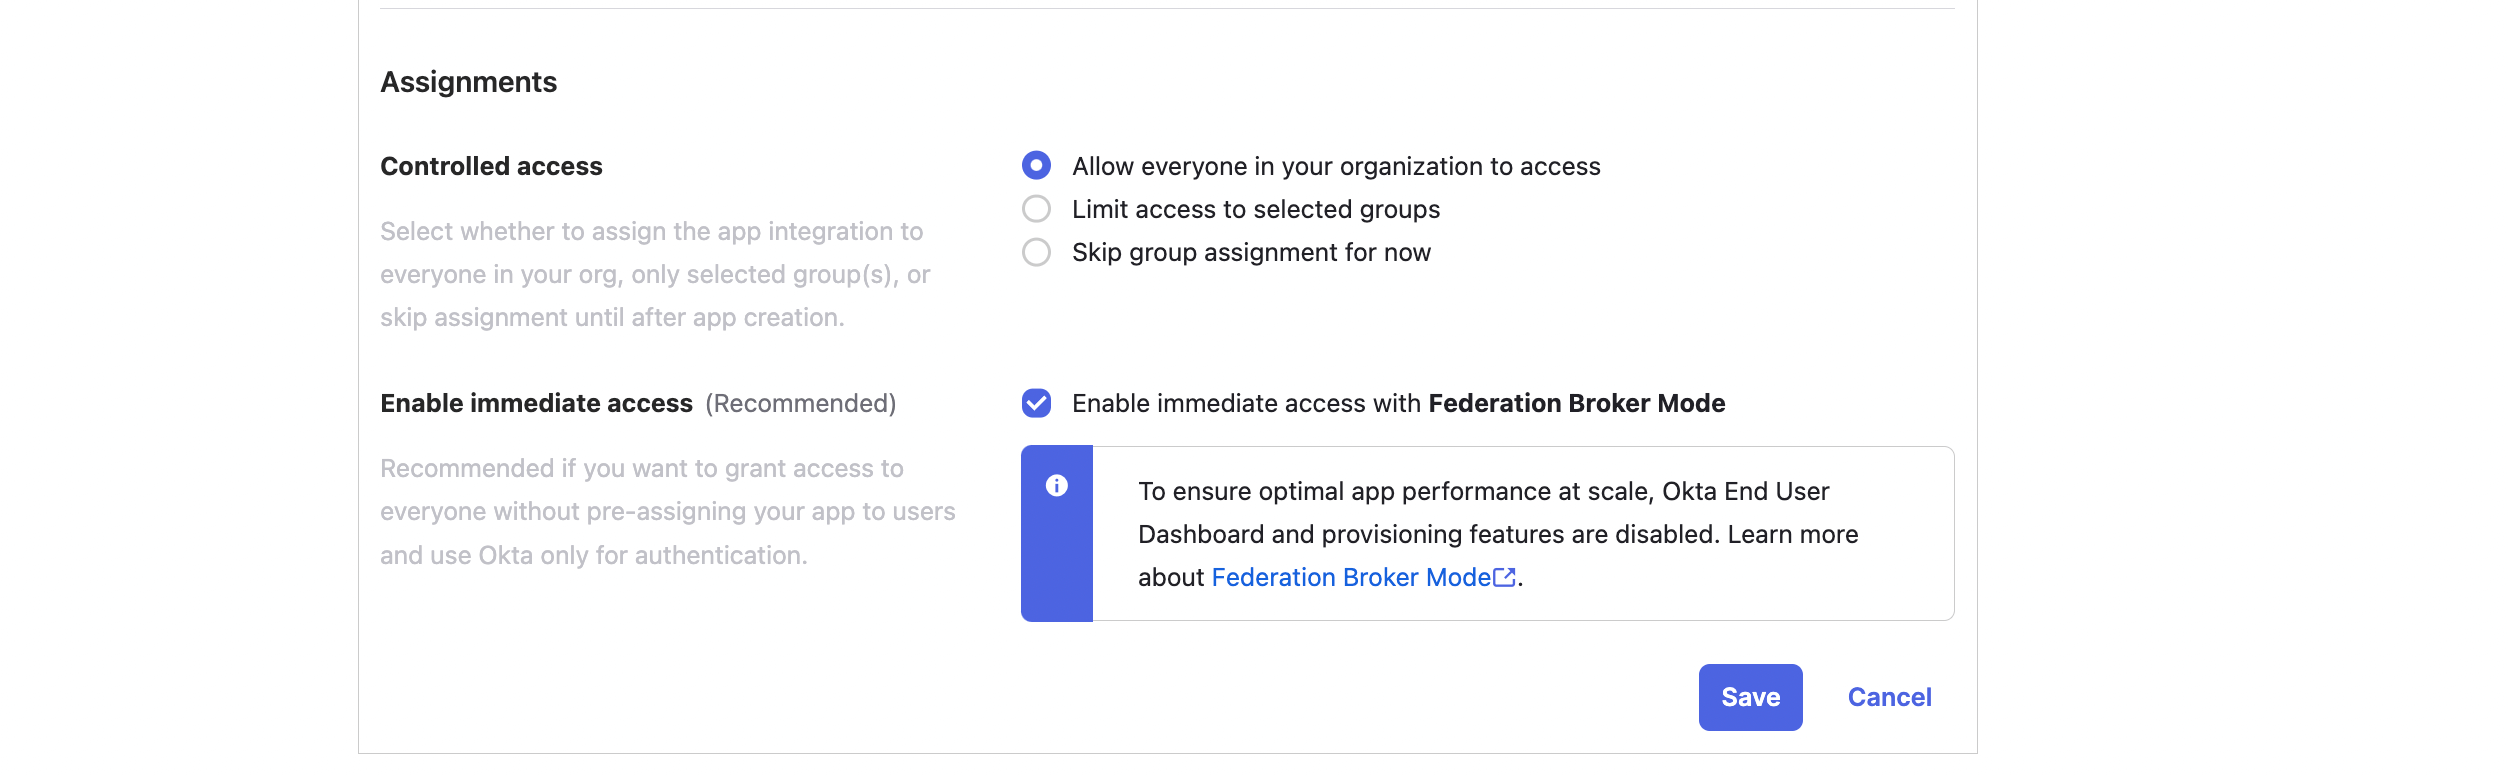 Assignments
Controlled access
Select whether to assign the app integration to
everyone in your org, only selected group(s), or
skip assignment until after app creation.
Allow everyone in your organization to access
Limit access to selected groups
Skip group assignment for now
Enable immediate access (Recommended)
Recommended if you want to grant access to
everyone without pre-assigning your app to users
and use Okta only for authentication.
Enable immediate access with Federation Broker Mode
To ensure optimal app performance at scale, Okta End User
Dashboard and provisioning features are disabled. Learn more
about Federation Broker Mode.
Save Cancel